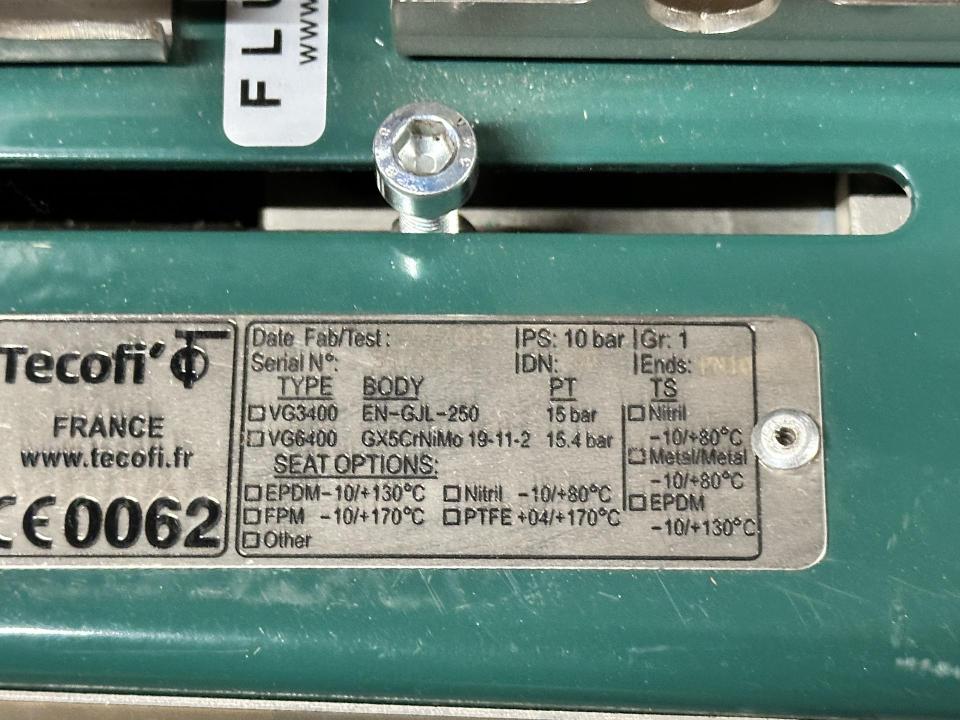 FLU
www
Tecofi
FRANCE
www.tecofi.fr
CE 0062
Date Fab/Test: PS: 10 bar Gr: 1
Serial N°: DN: Ends:
TYPE BODY PT TS
VG3400 EN-GJL-250 15 bar Nitril
-10/+80°C
VG6400 GX5CrNiMo 19-11-2 15.4 bar
Metal/Metal
-10/+80°C
SEAT OPTIONS:
EPDM-10/+130°C Nitril -10/+80°C
EPDM
-10/+130°C
FPM -10/+170°C PTFE +04/+170°C
Other